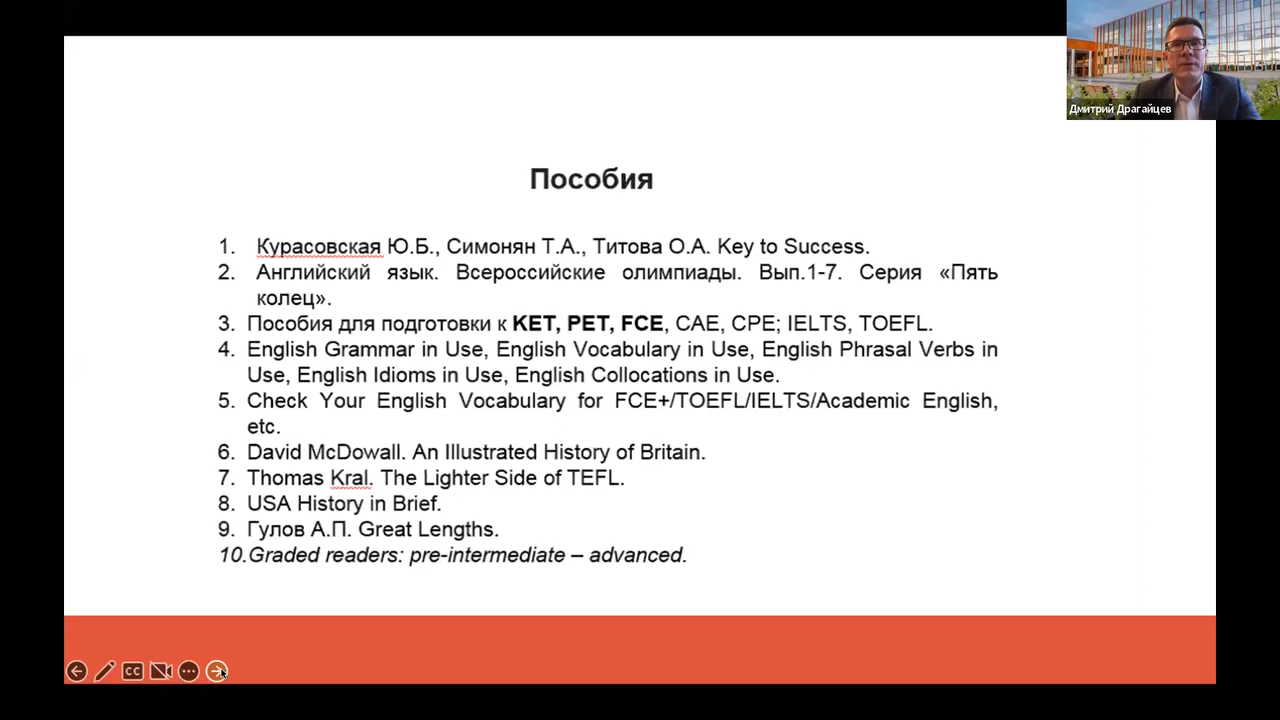 Дмитрий Драгайцев
Пособия
1. Курасовская Ю.Б., Симонян Т.А., Титова О.А. Key to Success.
2. Английский язык. Всероссийские олимпиады. Вып.1-7. Серия «Пять
колец».
3. Пособия для подготовки к KET, PET, FCE, CAE, CPE; IELTS, TOEFL.
4. English Grammar in Use, English Vocabulary in Use, English Phrasal Verbs in
Use, English Idioms in Use, English Collocations in Use.
5. Check Your English Vocabulary for FCE+/TOEFL/IELTS/Academic English,
etc.
6. David McDowall. An Illustrated History of Britain.
7. Thomas Kral. The Lighter Side of TEFL.
8. USA History in Brief.
9. Гулов А.П. Great Lengths.
10.Graded readers: pre-intermediate – advanced.
CC